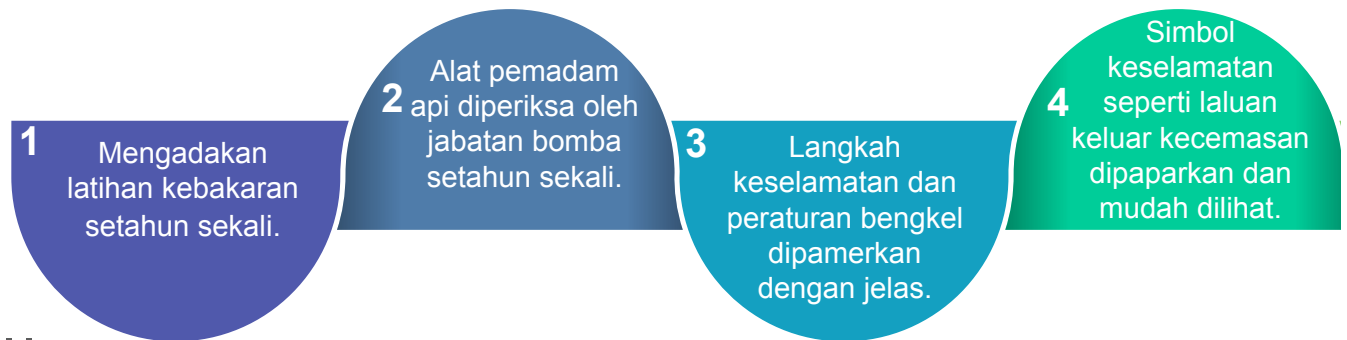 1
Mengadakan
latihan kebakaran
setahun sekali.
2
Alat pemadam
api diperiksa oleh
jabatan bomba
setahun sekali.
3
Langkah
keselamatan dan
peraturan bengkel
dipamerkan
dengan jelas.
4
Simbol
keselamatan
seperti laluan
keluar kecemasan
dipaparkan dan
mudah dilihat.